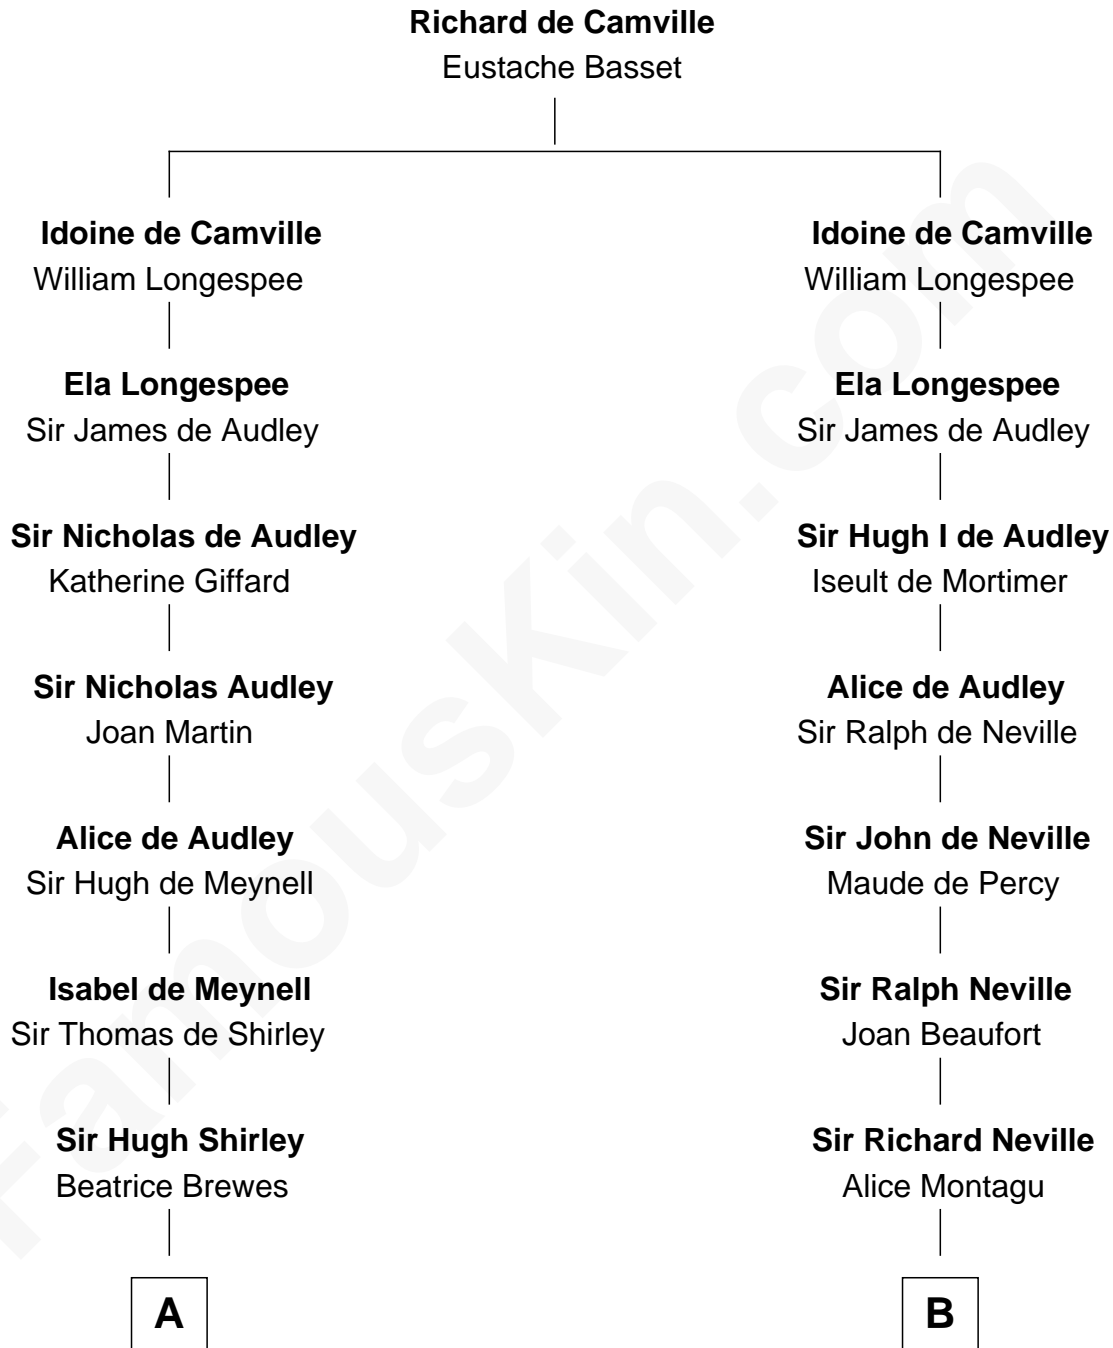 Richard de Camville
Eustache Basset
Idoine de Camville
William Longespee
Ela Longespee
Sir James de Audley
Sir Nicholas de Audley
Katherine Giffard
Sir Nicholas Audley
Joan Martin
Alice de Audley
Sir Hugh de Meynell
Isabel de Meynell
Sir Thomas de Shirley
Sir Hugh Shirley
Beatrice Brewes
A
Idoine de Camville
William Longespee
Ela Longespee
Sir James de Audley
Sir Hugh I de Audley
Iseult de Mortimer
Alice de Audley
Sir Ralph de Neville
Sir John de Neville
Maude de Percy
Sir Ralph Neville
Joan Beaufort
Sir Richard Neville
Alice Montagu
B
FamousKin.com